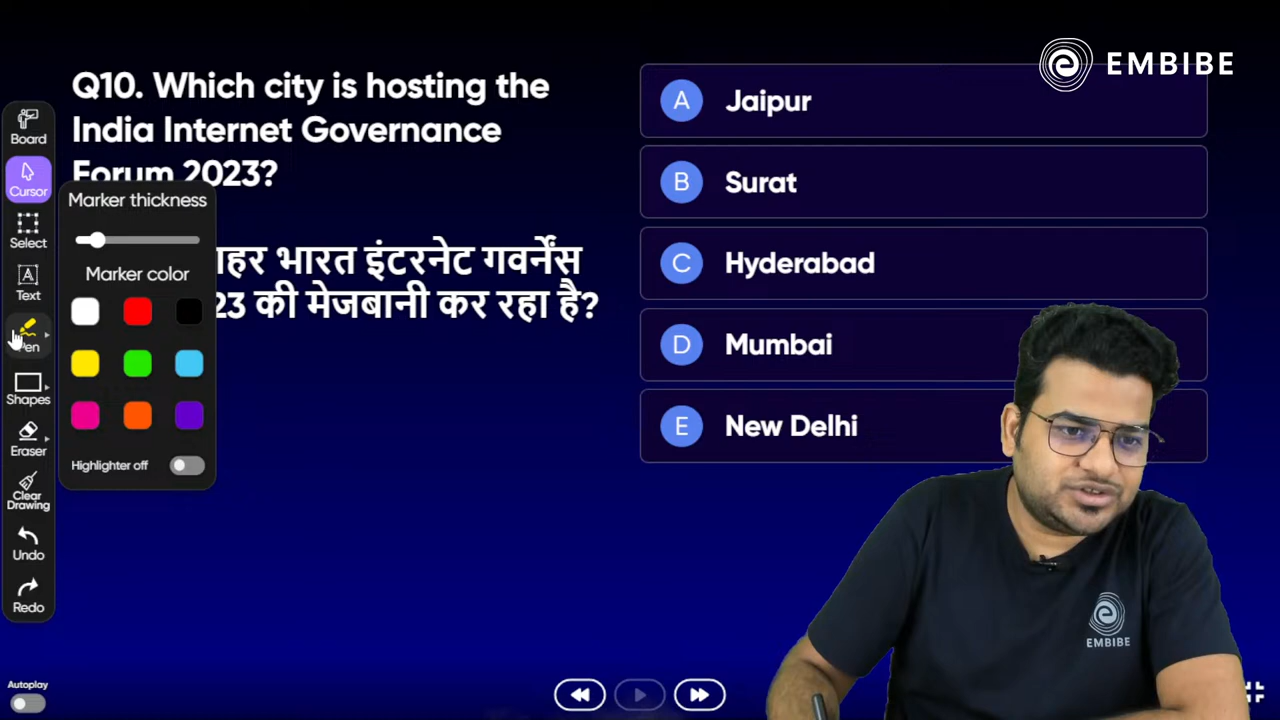 EMBIBE
Q10. Which city is hosting the
India Internet Governance
Forum 2023?
भारत इंटरनेट गवर्नेंस
23 की मेजबानी कर रहा है?
A Jaipur
B Surat
C Hyderabad
D Mumbai
E New Delhi
Board
Cursor
Select
Text
Pen
Shapes
Eraser
Clear
Drawing
Undo
Redo
Marker thickness
Marker color
Highlighter off
Autoplay
EMBIBE